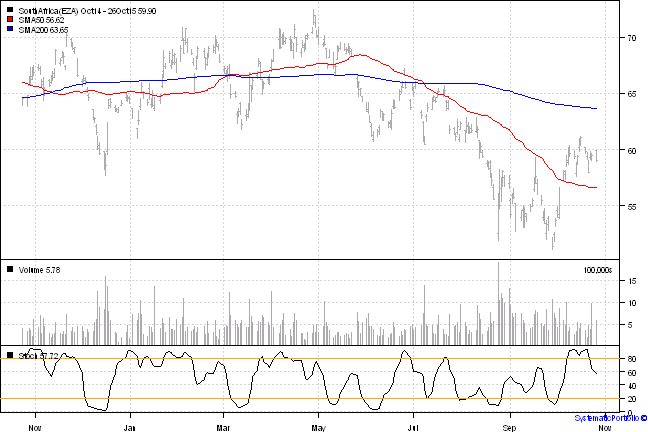 SouthAfrica(EZA) Oct14 - 26Oct15 59.90
SMA50 56.62
SMA200 63.65
70
65
60
55
Volume 5.78
100,000s
15
10
5
Stoch 57.72
80
60
40
20
0
Nov
Jan
Mar
May
Jul
Sep
Nov
SystematicPortfolio ©